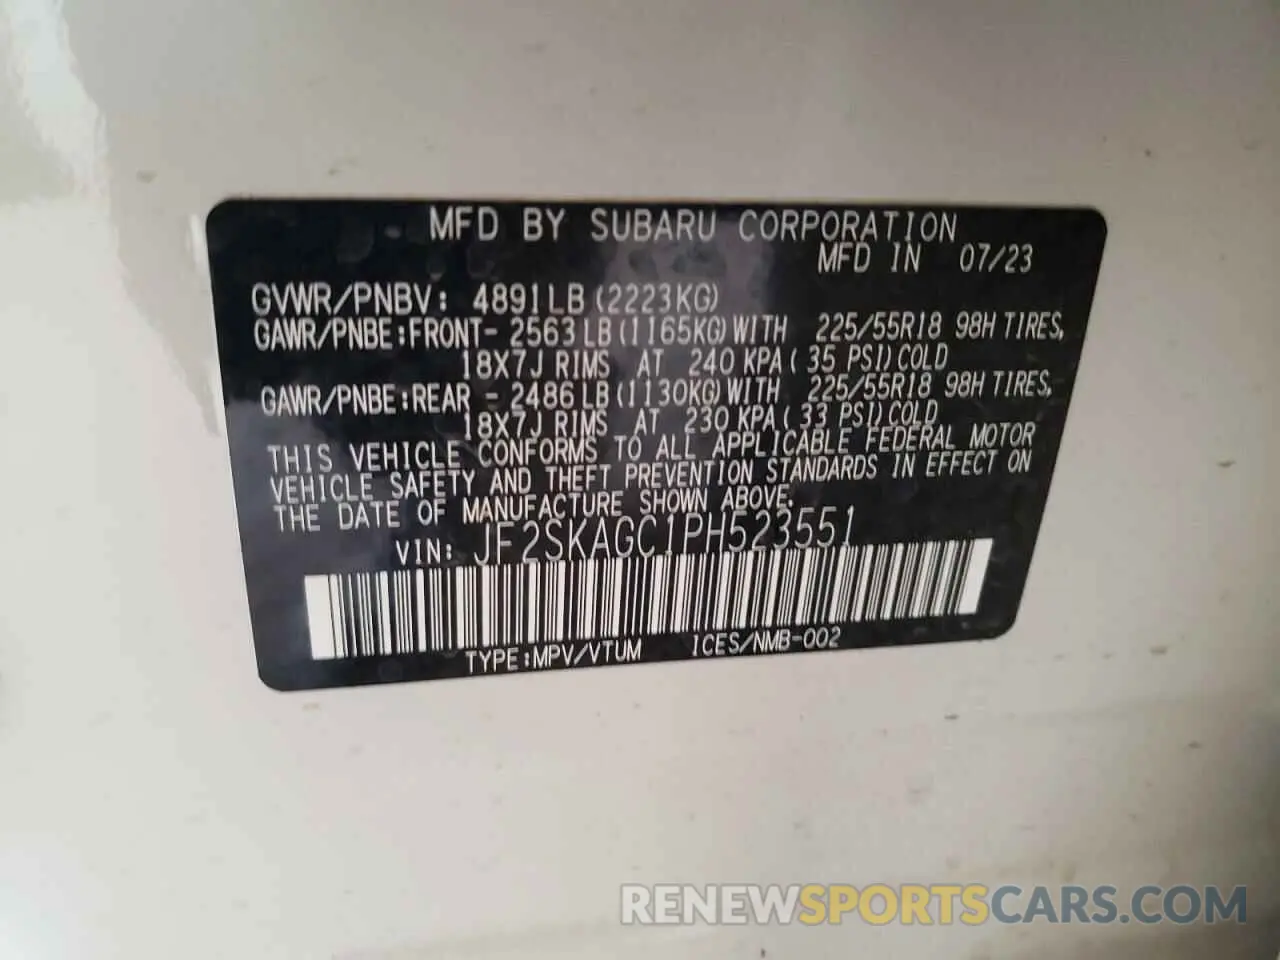 MFD BY SUBARU CORPORATION
MFD IN 07/23
GVWR/PNBV: 4891LB(2223KG)
GAWR/PNBE:FRONT- 2563LB(1165KG)WITH 225/55R18 98H TIRES,
18X7J RIMS AT 240 KPA(35 PSI)COLD
GAWR/PNBE:REAR - 2486LB(1130KG)WITH 225/55R18 98H TIRES,
18X7J RIMS AT 230 KPA(33 PSI)COLD
THIS VEHICLE CONFORMS TO ALL APPLICABLE FEDERAL MOTOR
VEHICLE SAFETY AND THEFT PREVENTION STANDARDS IN EFFECT ON
THE DATE OF MANUFACTURE SHOWN ABOVE.
VIN: JF2SKAGC1PH523551
TYPE:MPV/VTUM ICES/NMB-002
RENEWSPORTSCARS.COM